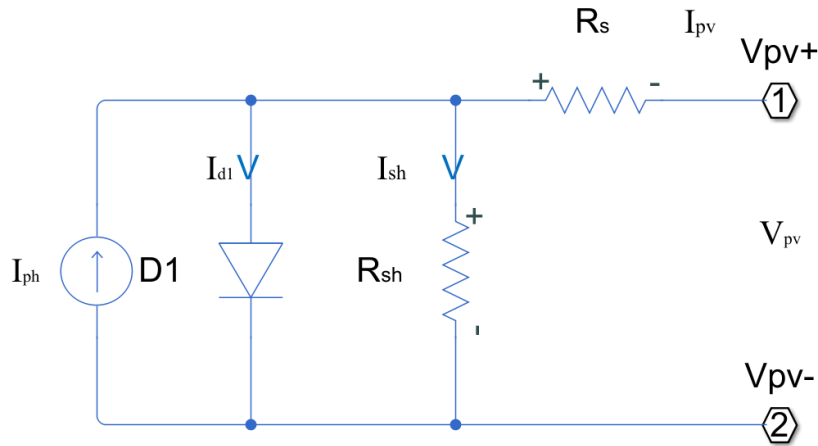 Rs
Ipv
Vpv+
+
-
1
Id1
V
Ish
V
+
Vpv
Iph
D1
Rsh
-
Vpv-
2